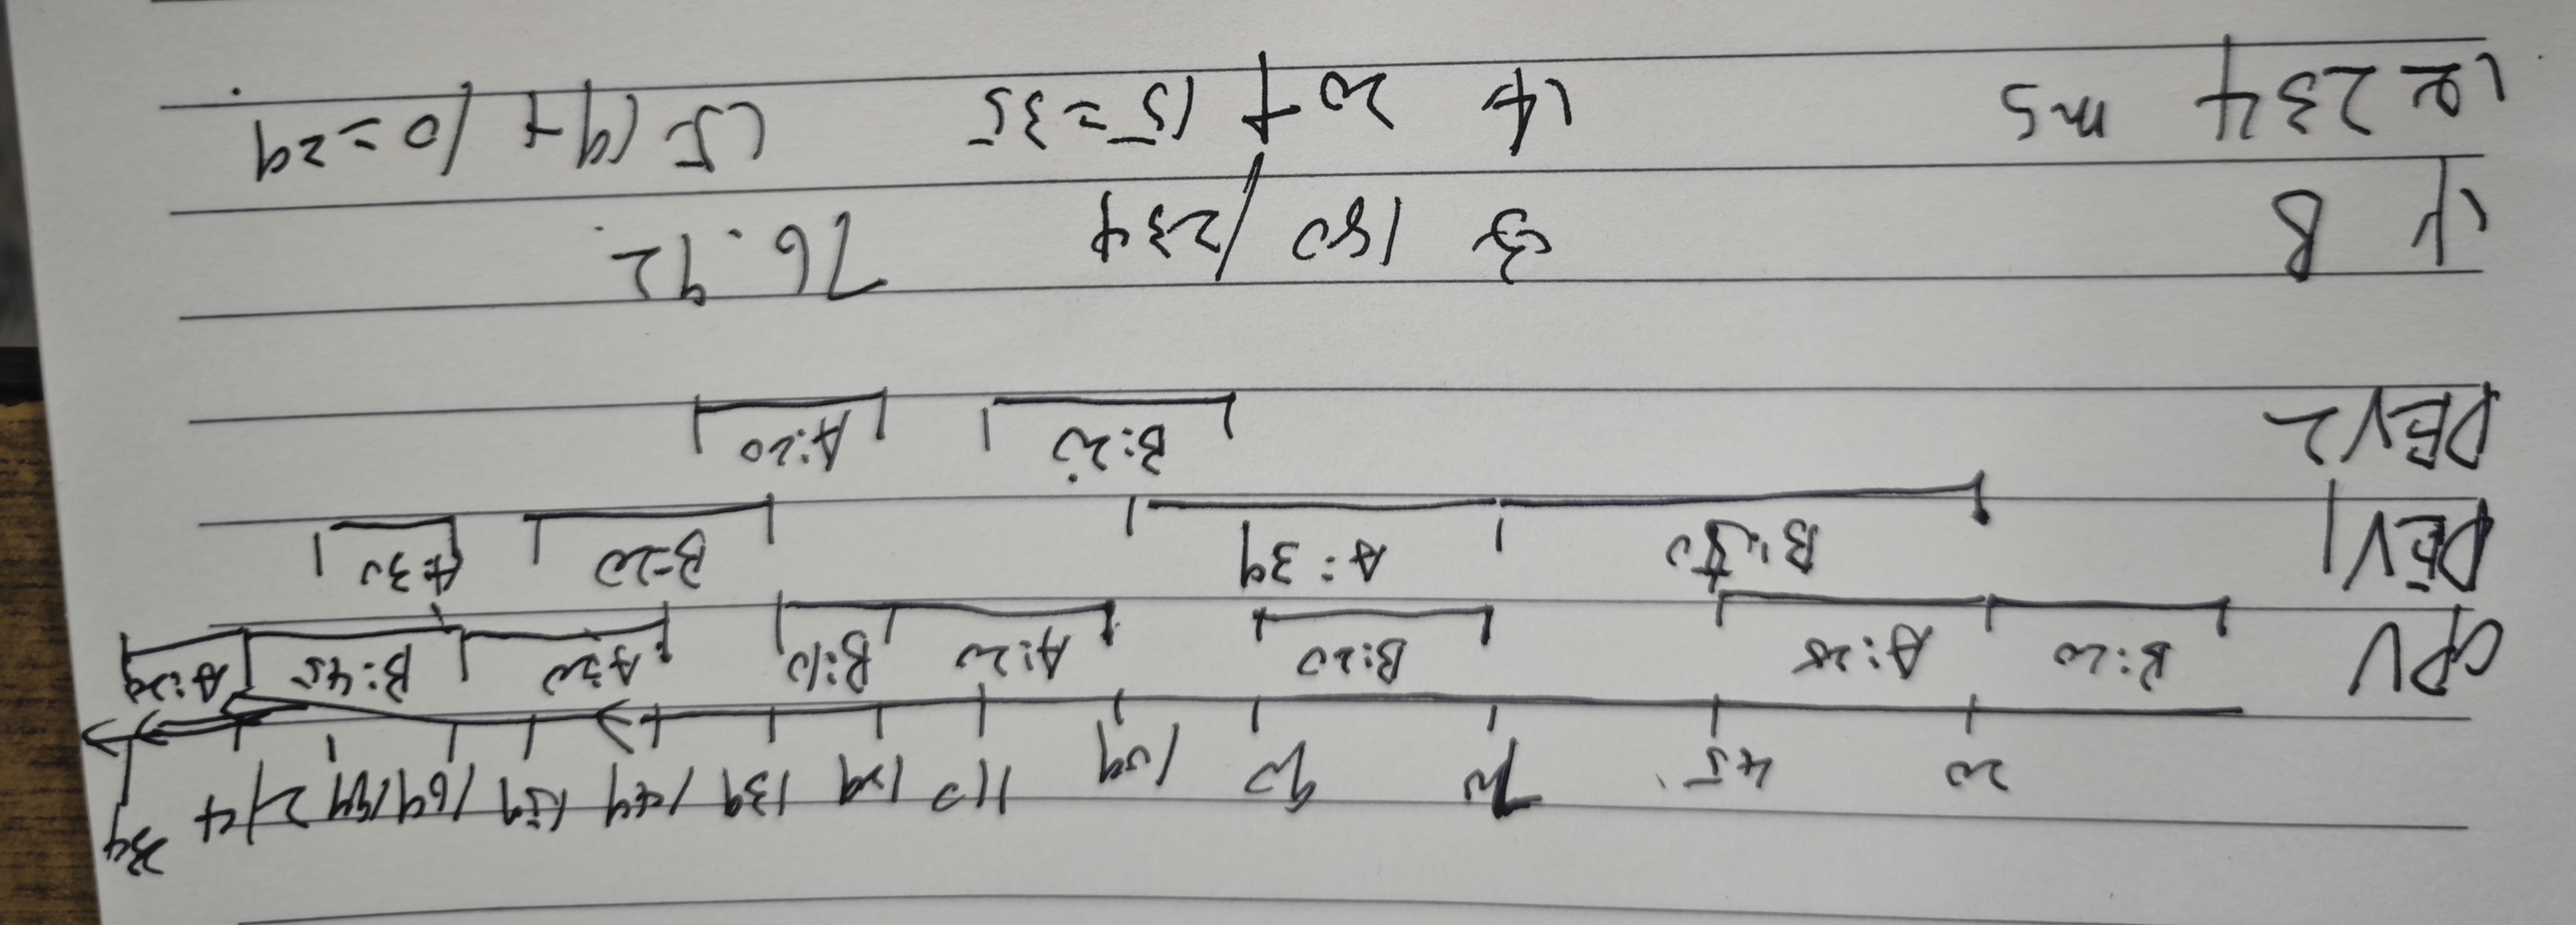 20 45 70 90 109 110 129 139 149 159 169 199 214 234
CPU B:20 A:25 B:20 A:20 B:10 A:20 B:45 A:20
DEV1 B:50 A:39 B:20 A:30
DEV2 B:20 A:20
(1) B (3) 180/234 76.92.
(2) 234 ms (4) 20+15=35 (5) 19+10=29.